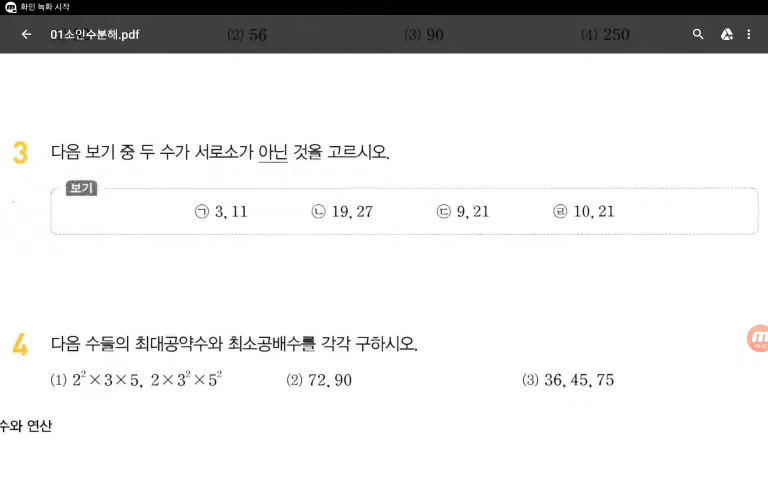 화인 녹화 시작
01소인수분해.pdf
(2) 56 (3) 90 (4) 250
3 다음 보기 중 두 수가 서로소가 아닌 것을 고르시오.
보기
㉠ 3, 11 ㉡ 19, 27 ㉢ 9, 21 ㉣ 10, 21
4 다음 수들의 최대공약수와 최소공배수를 각각 구하시오.
(1) 2²×3×5, 2×3²×5² (2) 72, 90 (3) 36, 45, 75
수와 연산